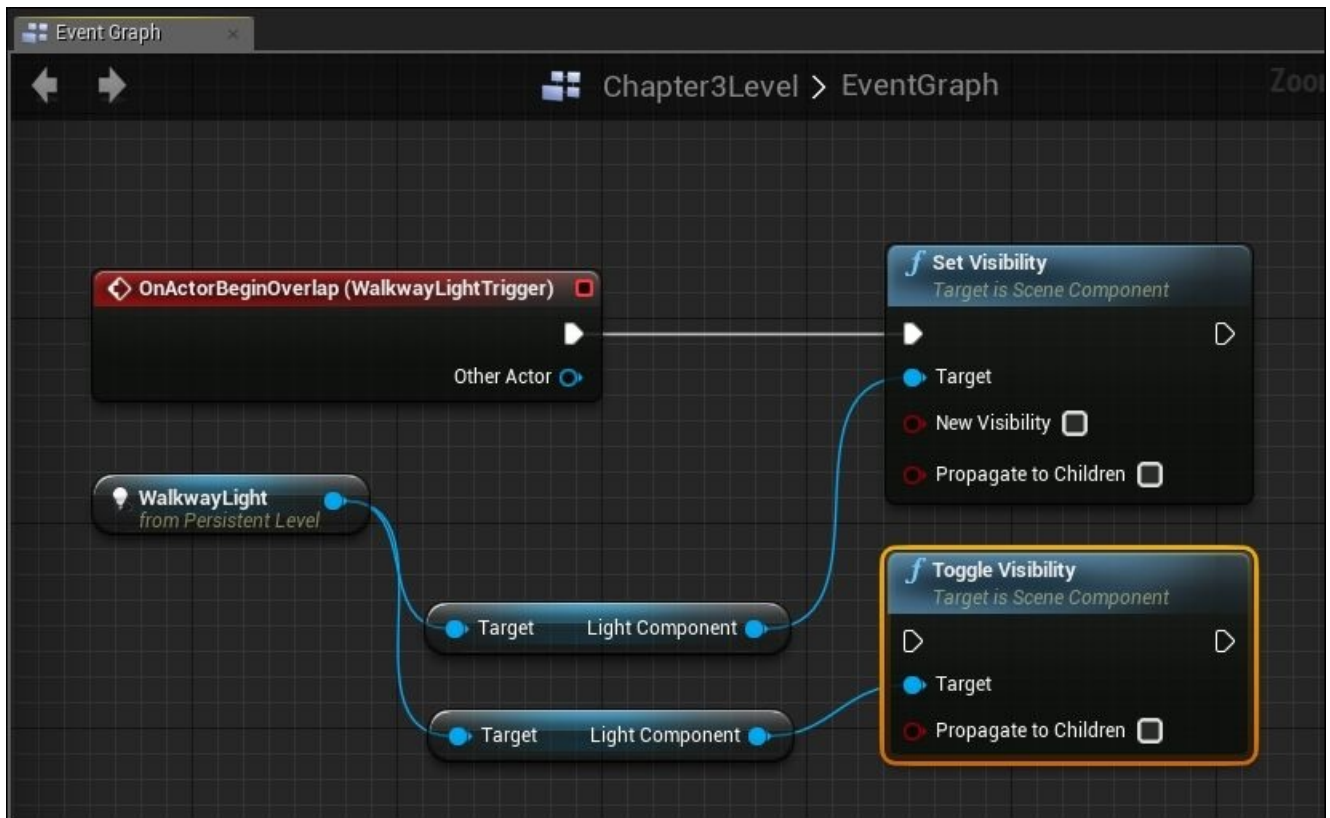 Event Graph
Chapter3Level > EventGraph
Zoo
OnActorBeginOverlap (WalkwayLightTrigger)
Other Actor
WalkwayLight
from Persistent Level
Target Light Component
Target Light Component
f Set Visibility
Target is Scene Component
Target
New Visibility
Propagate to Children
f Toggle Visibility
Target is Scene Component
Target
Propagate to Children